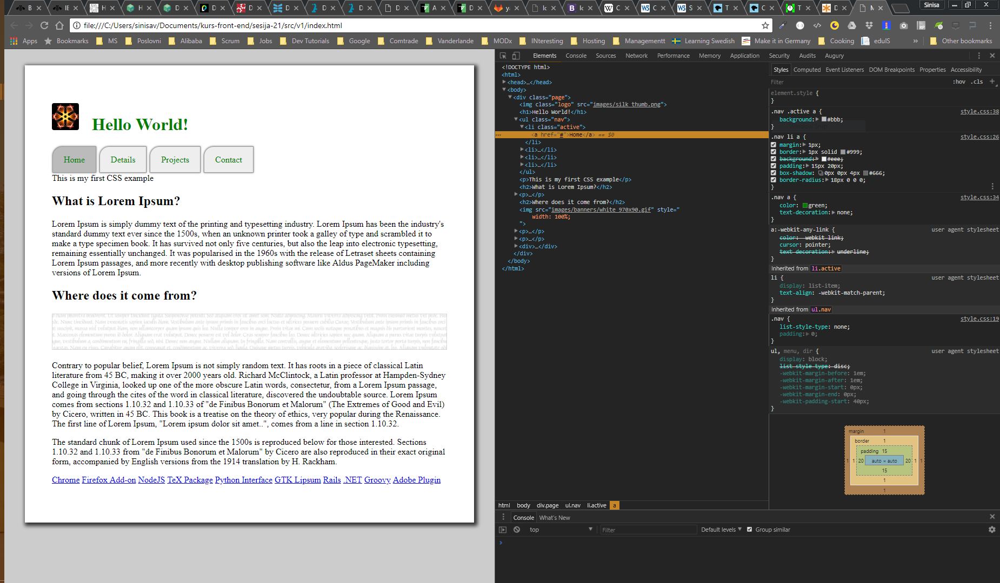 B IE H H D D D D D D D A D y Ic Ic C C S T C T D M Sinisa
file:///C:/Users/sinisav/Documents/kurs-front-end/sesija-21/src/v1/index.html
Apps Bookmarks MS Poslovni Alibaba Scrum Jobs Dev Tutorials Google Comtrade Vanderlande MODx INteresting Hosting Managementt Learning Swedish Make it in Germany Cooking eduIS » Other bookmarks
Hello World!
Home Details Projects Contact
This is my first CSS example
What is Lorem Ipsum?
Lorem Ipsum is simply dummy text of the printing and typesetting industry. Lorem Ipsum has been the industry's
standard dummy text ever since the 1500s, when an unknown printer took a galley of type and scrambled it to
make a type specimen book. It has survived not only five centuries, but also the leap into electronic typesetting,
remaining essentially unchanged. It was popularised in the 1960s with the release of Letraset sheets containing
Lorem Ipsum passages, and more recently with desktop publishing software like Aldus PageMaker including
versions of Lorem Ipsum.
Where does it come from?
Contrary to popular belief, Lorem Ipsum is not simply random text. It has roots in a piece of classical Latin
literature from 45 BC, making it over 2000 years old. Richard McClintock, a Latin professor at Hampden-Sydney
College in Virginia, looked up one of the more obscure Latin words, consectetur, from a Lorem Ipsum passage,
and going through the cites of the word in classical literature, discovered the undoubtable source. Lorem Ipsum
comes from sections 1.10.32 and 1.10.33 of "de Finibus Bonorum et Malorum" (The Extremes of Good and Evil)
by Cicero, written in 45 BC. This book is a treatise on the theory of ethics, very popular during the Renaissance.
The first line of Lorem Ipsum, "Lorem ipsum dolor sit amet..", comes from a line in section 1.10.32.
The standard chunk of Lorem Ipsum used since the 1500s is reproduced below for those interested. Sections
1.10.32 and 1.10.33 from "de Finibus Bonorum et Malorum" by Cicero are also reproduced in their exact original
form, accompanied by English versions from the 1914 translation by H. Rackham.
Chrome Firefox Add-on NodeJS TeX Package Python Interface GTK Lipsum Rails .NET Groovy Adobe Plugin
Elements Console Sources Network Performance Memory Application Security Audits Augury
<!DOCTYPE html>
<html>
<head>…</head>
<body>
<div class="page">
<img class="logo" src="images/silk_thumb.png">
<h1>Hello World!</h1>
<ul class="nav">
<li class="active">
<a href="#">Home</a> == $0
</li>
<li>…</li>
<li>…</li>
<li>…</li>
</ul>
<p>This is my first CSS example</p>
<h2>What is Lorem Ipsum?</h2>
<p>…</p>
<h2>Where does it come from?</h2>
<img src="images/banners/white_970x90.gif" style="
width: 100%;
">
<p>…</p>
<p>…</p>
<div>…</div>
</div>
</body>
</html>
html body div.page ul.nav li.active a
Styles Computed Event Listeners DOM Breakpoints Properties Accessibility
Filter :hov .cls +
element.style {
}
.nav .active a { style.css:38
background: #bbb;
}
.nav li a { style.css:26
margin: 1px;
border: 1px solid #999;
background: #eee;
padding: 15px 20px;
box-shadow: 0px 0px 4px #666;
border-radius: 18px 0 0 0;
}
.nav a { style.css:34
color: green;
text-decoration: none;
}
a:-webkit-any-link { user agent stylesheet
color: -webkit-link;
cursor: pointer;
text-decoration: underline;
}
Inherited from li.active
li { user agent stylesheet
display: list-item;
text-align: -webkit-match-parent;
}
Inherited from ul.nav
.nav { style.css:19
list-style-type: none;
padding: 0;
}
ul, menu, dir { user agent stylesheet
display: block;
list-style-type: disc;
-webkit-margin-before: 1em;
-webkit-margin-after: 1em;
-webkit-margin-start: 0px;
-webkit-margin-end: 0px;
-webkit-padding-start: 40px;
}
margin 1
border 1
padding 15
1 1 20 auto × auto 20 1 1
15
1
1
Console What's New
top Filter Default levels Group similar